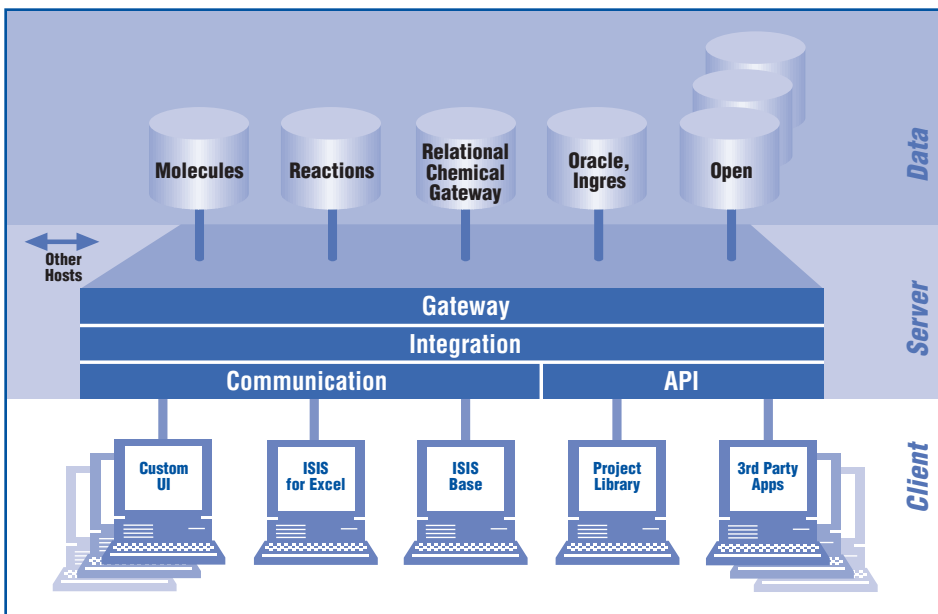 Molecules
Reactions
Relational
Chemical
Gateway
Oracle,
Ingres
Open
Data
Other
Hosts
Gateway
Integration
Communication
API
Server
Custom
UI
ISIS
for Excel
ISIS
Base
Project
Library
3rd Party
Apps
Client